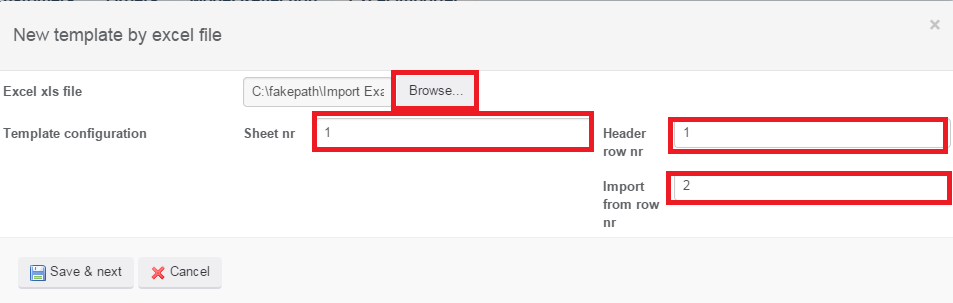 New template by excel file
×
Excel xls file C:\fakepath\Import Exa Browse...
Template configuration Sheet nr 1 Header row nr 1
Import from row nr 2
Save & next Cancel